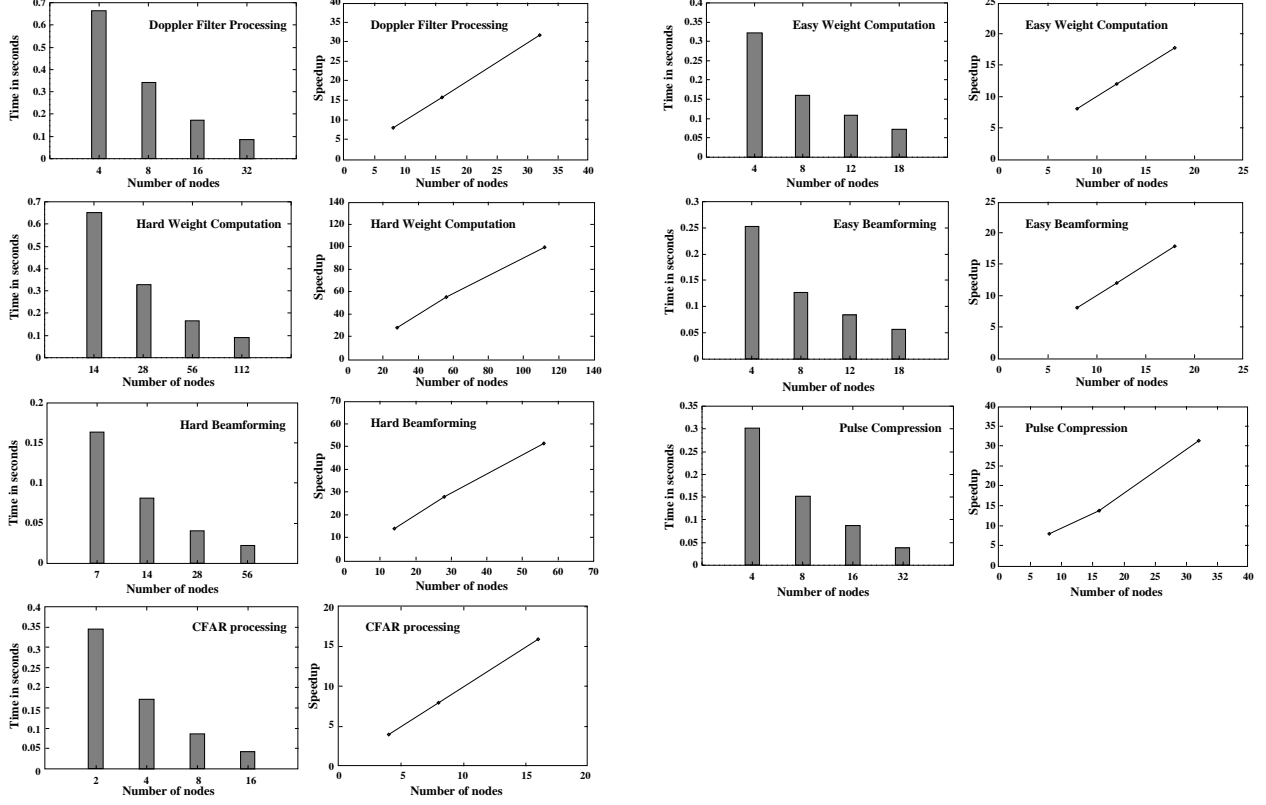 Doppler Filter Processing
Time in seconds
0.7
0.6
0.5
0.4
0.3
0.2
0.1
0
4 8 16 32
Number of nodes
Doppler Filter Processing
Speedup
40
35
30
25
20
15
10
5
0
0 5 10 15 20 25 30 35 40
Number of nodes
Easy Weight Computation
Time in seconds
0.4
0.35
0.3
0.25
0.2
0.15
0.1
0.05
0
4 8 12 18
Number of nodes
Easy Weight Computation
Speedup
25
20
15
10
5
0
0 5 10 15 20 25
Number of nodes
Hard Weight Computation
Time in seconds
0.7
0.6
0.5
0.4
0.3
0.2
0.1
0
14 28 56 112
Number of nodes
Hard Weight Computation
Speedup
140
120
100
80
60
40
20
0
0 20 40 60 80 100 120 140
Number of nodes
Easy Beamforming
Time in seconds
0.3
0.25
0.2
0.15
0.1
0.05
0
4 8 12 18
Number of nodes
Easy Beamforming
Speedup
25
20
15
10
5
0
0 5 10 15 20 25
Number of nodes
Hard Beamforming
Time in seconds
0.2
0.15
0.1
0.05
0
7 14 28 56
Number of nodes
Hard Beamforming
Speedup
70
60
50
40
30
20
10
0
0 10 20 30 40 50 60 70
Number of nodes
Pulse Compression
Time in seconds
0.35
0.3
0.25
0.2
0.15
0.1
0.05
0
4 8 16 32
Number of nodes
Pulse Compression
Speedup
40
35
30
25
20
15
10
5
0
0 5 10 15 20 25 30 35 40
Number of nodes
CFAR processing
Time in seconds
0.4
0.35
0.3
0.25
0.2
0.15
0.1
0.05
0
2 4 8 16
Number of nodes
CFAR processing
Speedup
20
15
10
5
0
0 5 10 15 20
Number of nodes